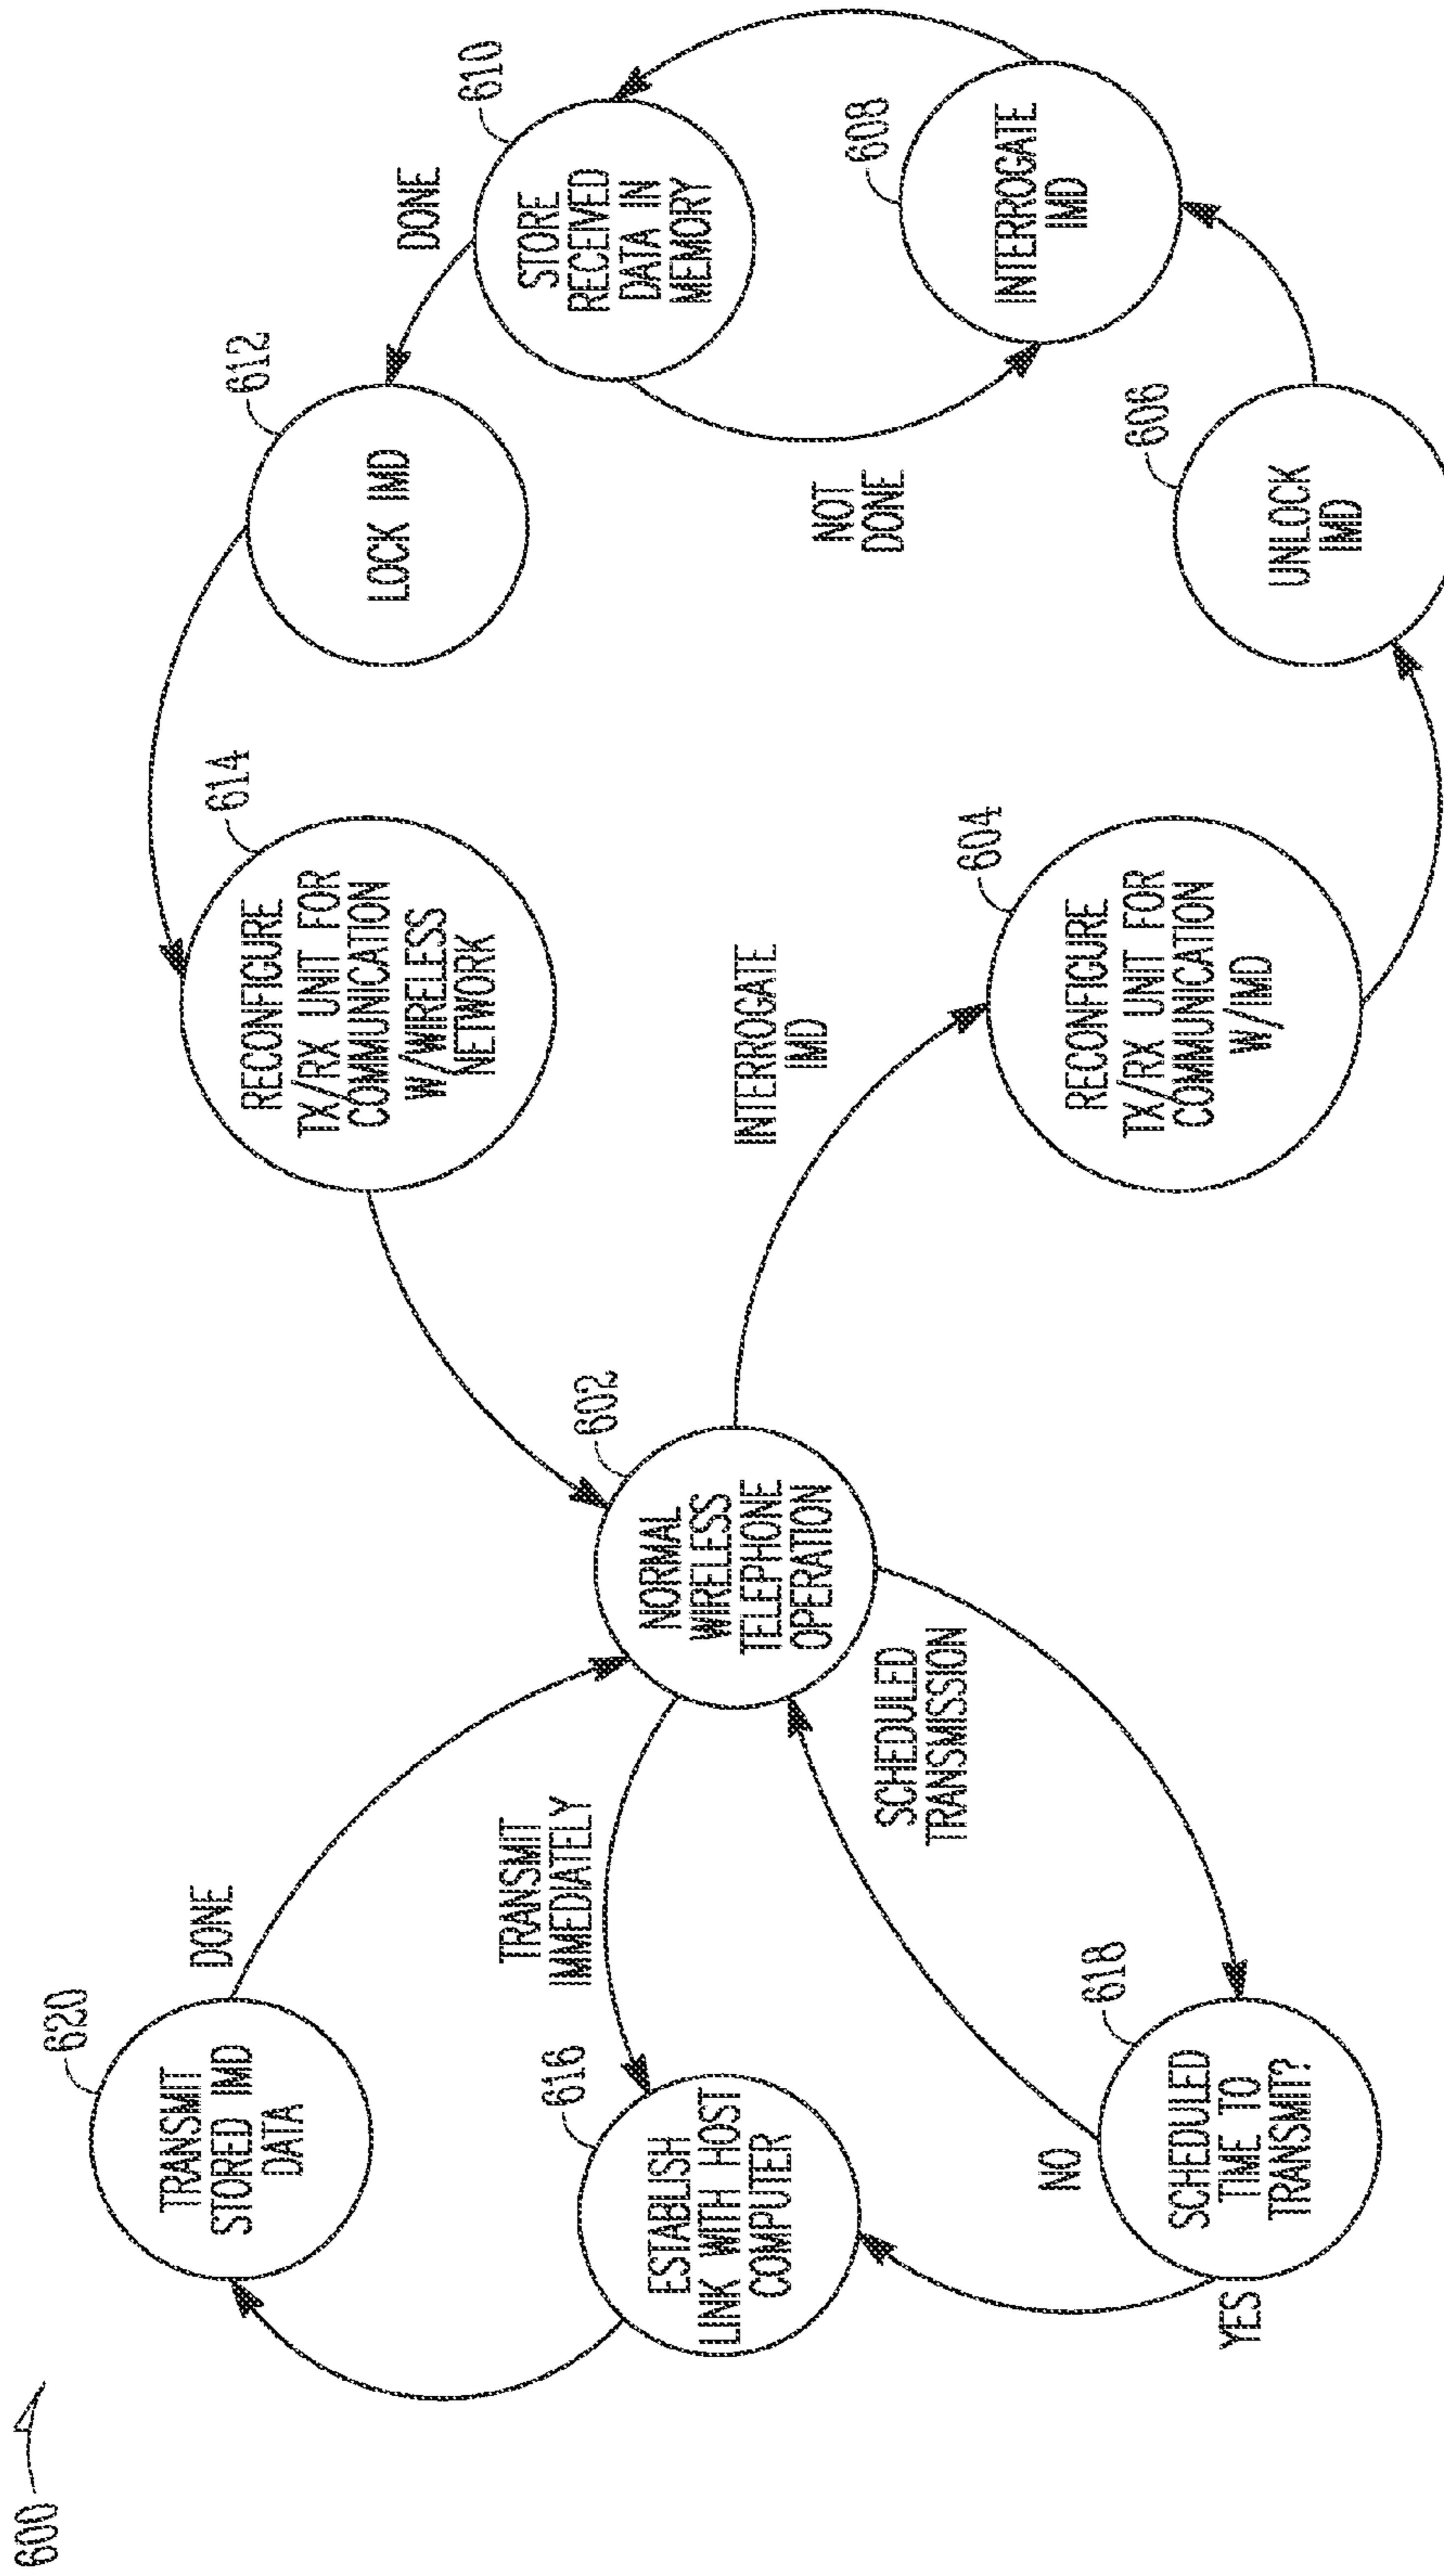 600
620
TRANSMIT
STORED IMD
DATA
DONE
616
ESTABLISH
LINK WITH HOST
COMPUTER
TRANSMIT
IMMEDIATELY
618
SCHEDULED
TIME TO
TRANSMIT?
YES
NO
SCHEDULED
TRANSMISSION
602
NORMAL
WIRELESS
TELEPHONE
OPERATION
614
RECONFIGURE
TX/RX UNIT FOR
COMMUNICATION
W/WIRELESS
NETWORK
INTERROGATE
IMD
604
RECONFIGURE
TX/RX UNIT FOR
COMMUNICATION
W/IMD
612
LOCK IMD
DONE
610
STORE
RECEIVED
DATA IN
MEMORY
NOT
DONE
608
INTERROGATE
IMD
606
UNLOCK
IMD